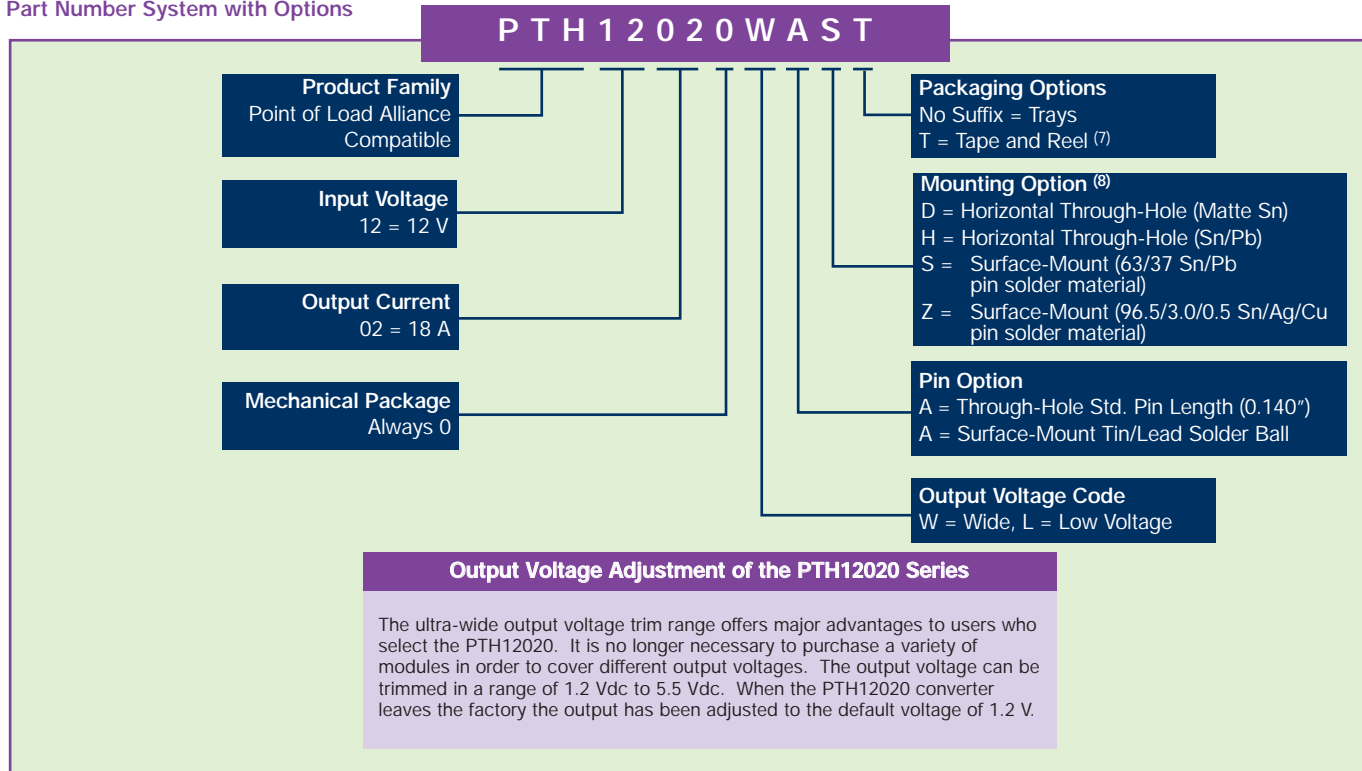 Part Number System with Options
PTH12020WAST
Product Family
Point of Load Alliance
Compatible
Input Voltage
12 = 12 V
Output Current
02 = 18 A
Mechanical Package
Always 0
Packaging Options
No Suffix = Trays
T = Tape and Reel (7)
Mounting Option (8)
D = Horizontal Through-Hole (Matte Sn)
H = Horizontal Through-Hole (Sn/Pb)
S = Surface-Mount (63/37 Sn/Pb
pin solder material)
Z = Surface-Mount (96.5/3.0/0.5 Sn/Ag/Cu
pin solder material)
Pin Option
A = Through-Hole Std. Pin Length (0.140")
A = Surface-Mount Tin/Lead Solder Ball
Output Voltage Code
W = Wide, L = Low Voltage
Output Voltage Adjustment of the PTH12020 Series
The ultra-wide output voltage trim range offers major advantages to users who
select the PTH12020. It is no longer necessary to purchase a variety of
modules in order to cover different output voltages. The output voltage can be
trimmed in a range of 1.2 Vdc to 5.5 Vdc. When the PTH12020 converter
leaves the factory the output has been adjusted to the default voltage of 1.2 V.